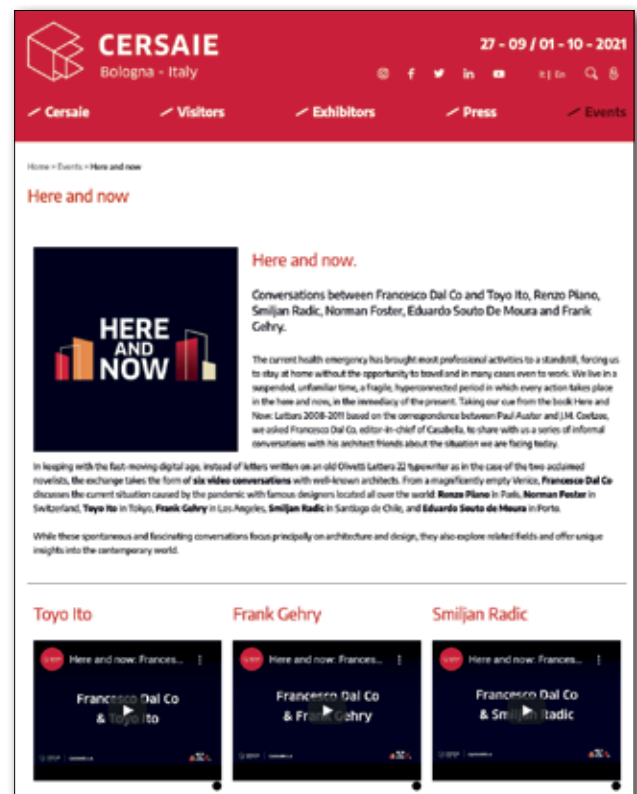 CERSAIE
Bologna - Italy
27 - 09 / 01 - 10 - 2021
It | En
Cersaie
Visitors
Exhibitors
Press
Events
Home > Events > Here and now
Here and now
HERE
AND
NOW
Here and now.
Conversations between Francesco Dal Co and Toyo Ito, Renzo Piano,
Smiljan Radic, Norman Foster, Eduardo Souto De Moura and Frank
Gehry.
The current health emergency has brought most professional activities to a standstill, forcing us
to stay at home without the opportunity to travel and in many cases even to work. We live in a
suspended, unfamiliar time, a fragile, hyperconnected period in which every action takes place
in the here and now, in the immediacy of the present. Taking our cue from the book Here and
Now: Letters 2008-2011 based on the correspondence between Paul Auster and J.M. Coetzee,
we asked Francesco Dal Co, editor-in-chief of Casabella, to share with us a series of informal
conversations with his architect friends about the situation we are facing today.
In keeping with the fast-moving digital age, instead of letters written on an old Olivetti Lettera 22 typewriter as in the case of the two acclaimed
novelists, the exchange takes the form of six video conversations with well-known architects. From a magnificently empty Venice, Francesco Dal Co
discusses the current situation caused by the pandemic with famous designers located all over the world: Renzo Piano in Paris, Norman Foster in
Switzerland, Toyo Ito in Tokyo, Frank Gehry in Los Angeles, Smiljan Radic in Santiago de Chile, and Eduardo Souto de Moura in Porto.
While these spontaneous and fascinating conversations focus principally on architecture and design, they also explore related fields and offer unique
insights into the contemporary world.
Toyo Ito
Frank Gehry
Smiljan Radic
Here and now: Frances...
Francesco Dal Co
& Toyo Ito
Here and now: Frances...
Francesco Dal Co
& Frank Gehry
Here and now: Frances...
Francesco Dal Co
& Smiljan Radic